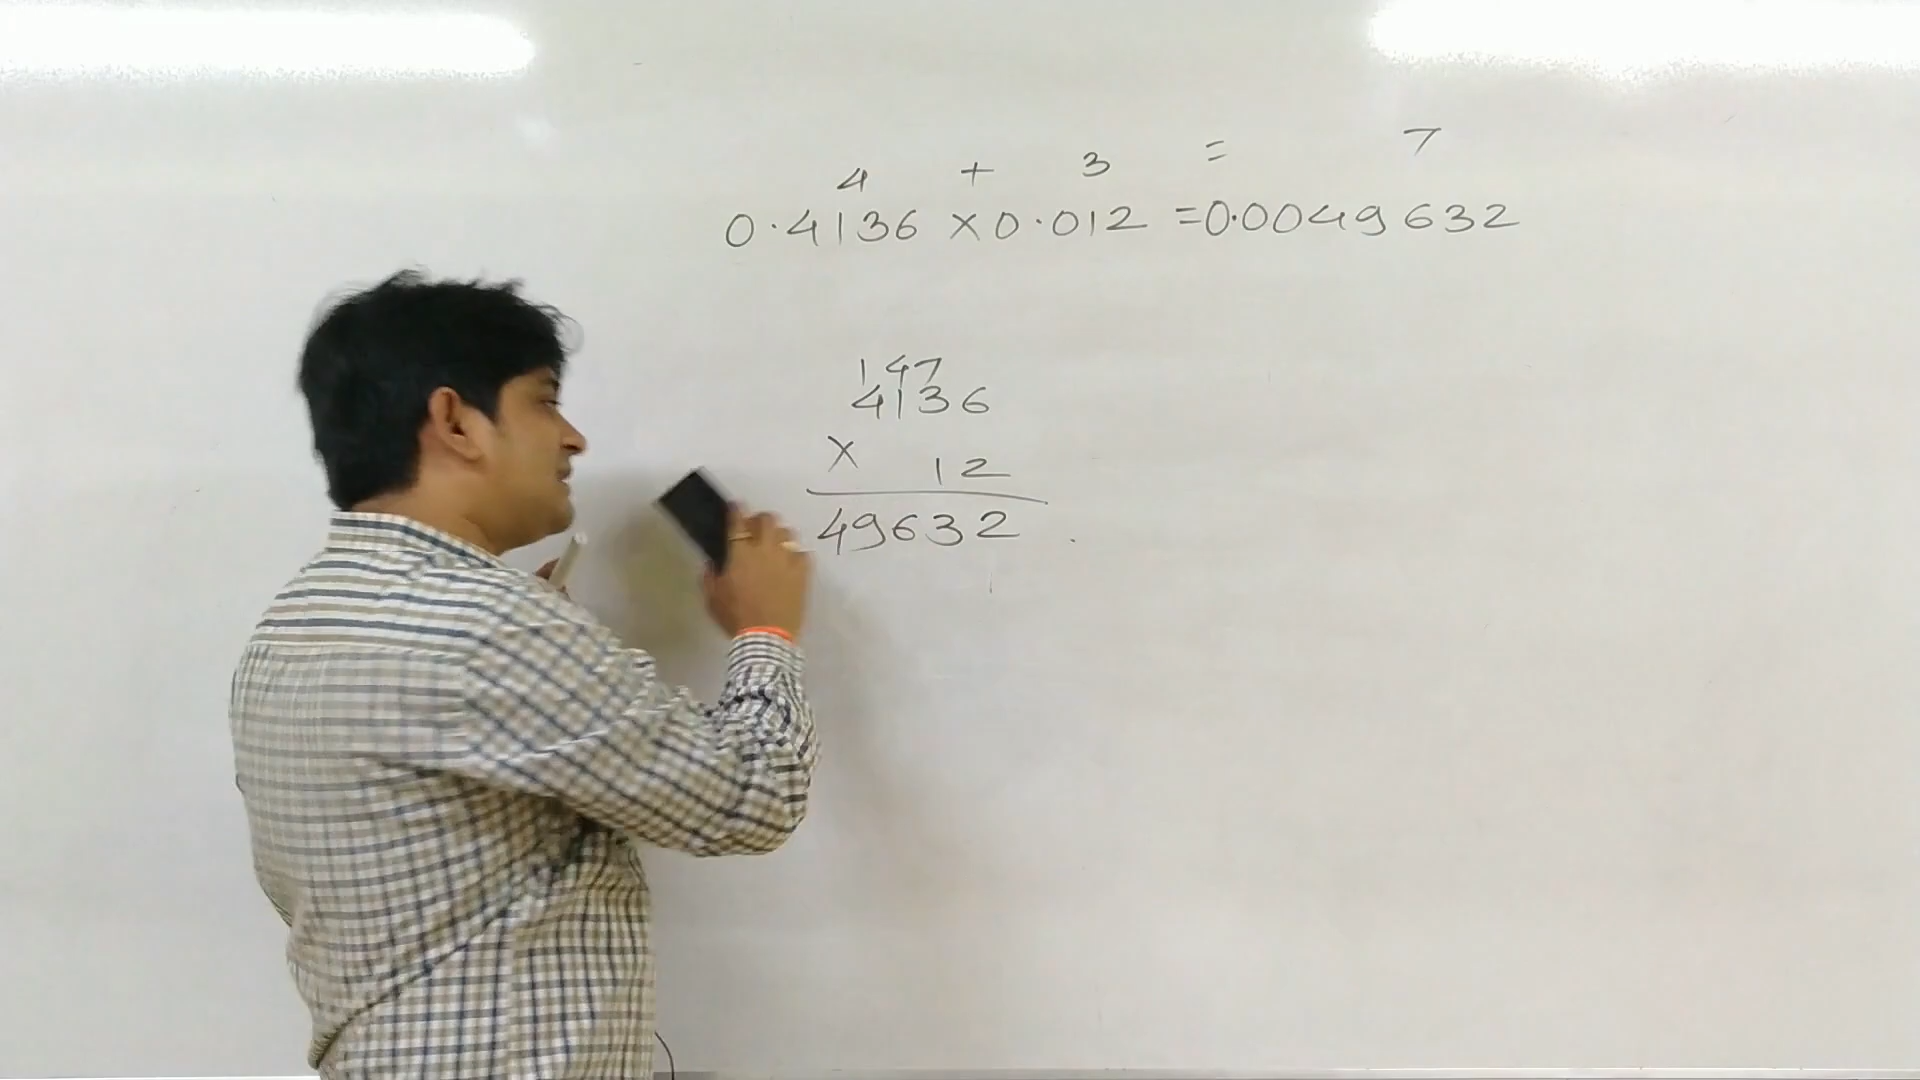 4 + 3 = 7
0.4136 × 0.012 = 0.0049632
147
4136
× 12
49632